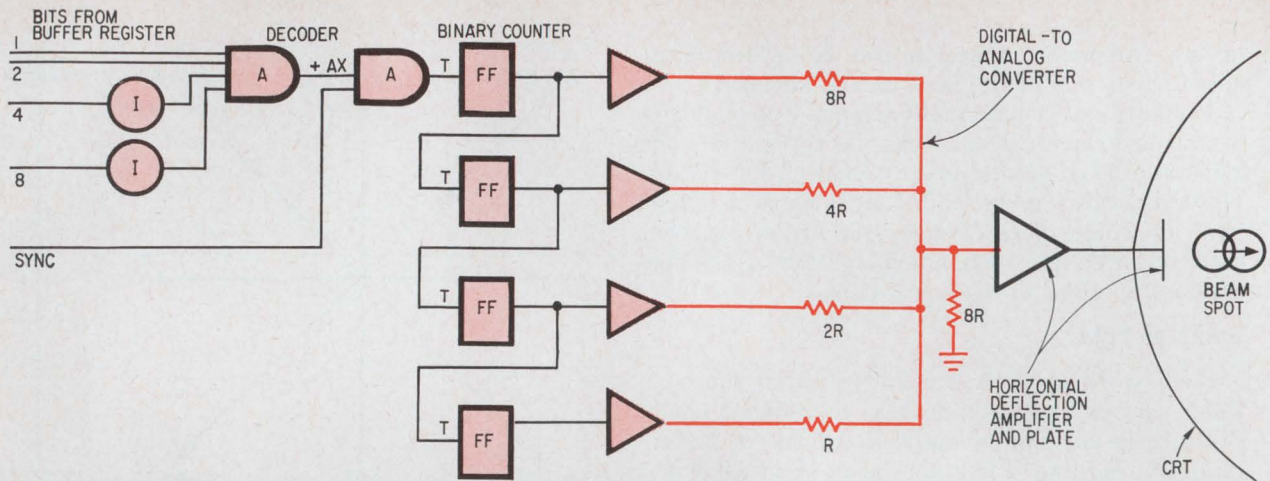 BITS FROM
BUFFER REGISTER
1
2
4
8
I
I
DECODER
A
+ AX
A
SYNC
BINARY COUNTER
T
FF
T
FF
T
FF
T
FF
8R
4R
2R
R
8R
DIGITAL-TO
ANALOG
CONVERTER
HORIZONTAL
DEFLECTION
AMPLIFIER
AND PLATE
BEAM
SPOT
CRT